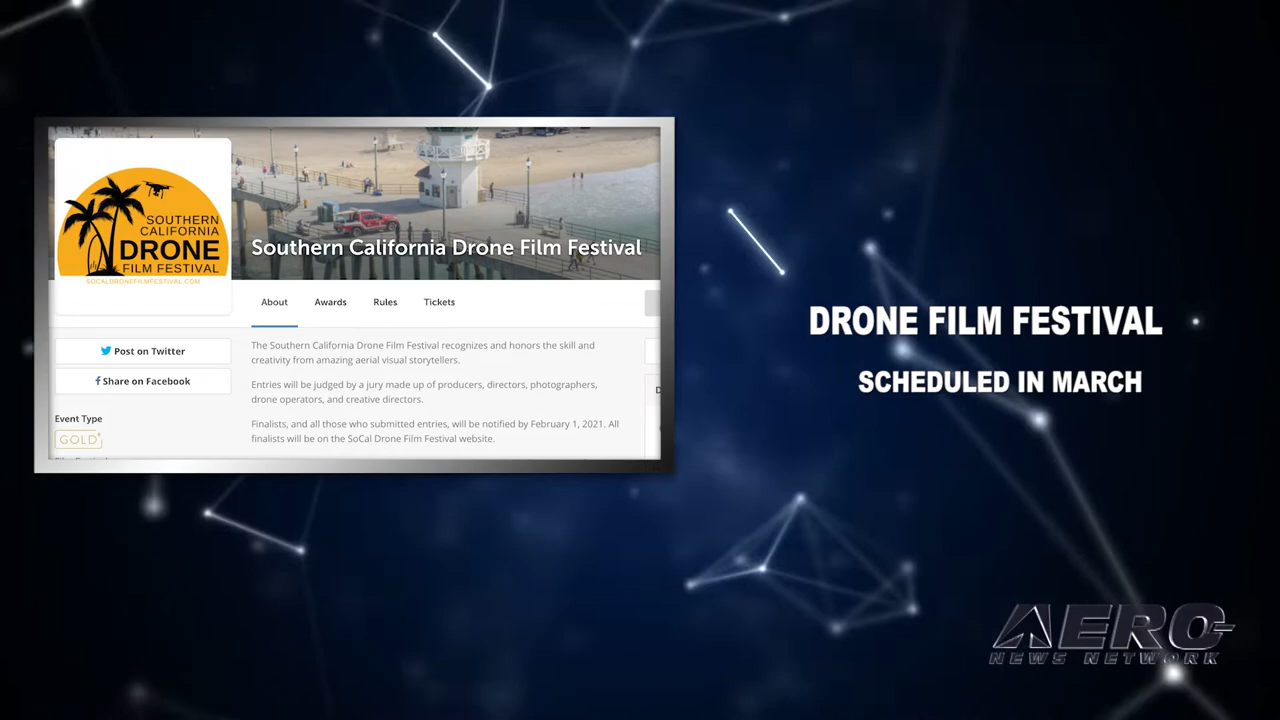 SOUTHERN
CALIFORNIA
DRONE
FILM FESTIVAL
SOCALDRONEFILMFESTIVAL.COM
Southern California Drone Film Festival
About Awards Rules Tickets
Post on Twitter
Share on Facebook
Event Type
GOLD
The Southern California Drone Film Festival recognizes and honors the skill and
creativity from amazing aerial visual storytellers.
Entries will be judged by a jury made up of producers, directors, photographers,
drone operators, and creative directors.
Finalists, and all those who submitted entries, will be notified by February 1, 2021. All
finalists will be on the SoCal Drone Film Festival website.
DRONE FILM FESTIVAL
SCHEDULED IN MARCH
AERO
NEWS NETWORK